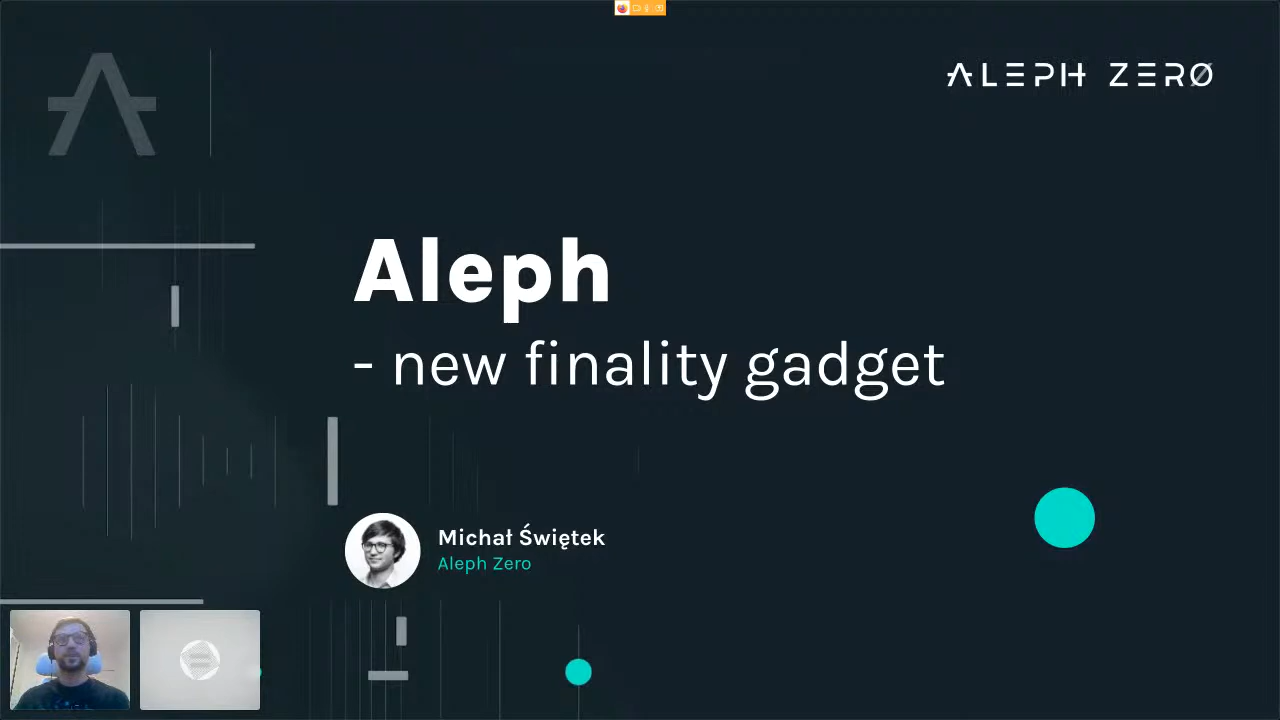 ALEPH ZERØ
Aleph
- new finality gadget
Michał Świętek
Aleph Zero